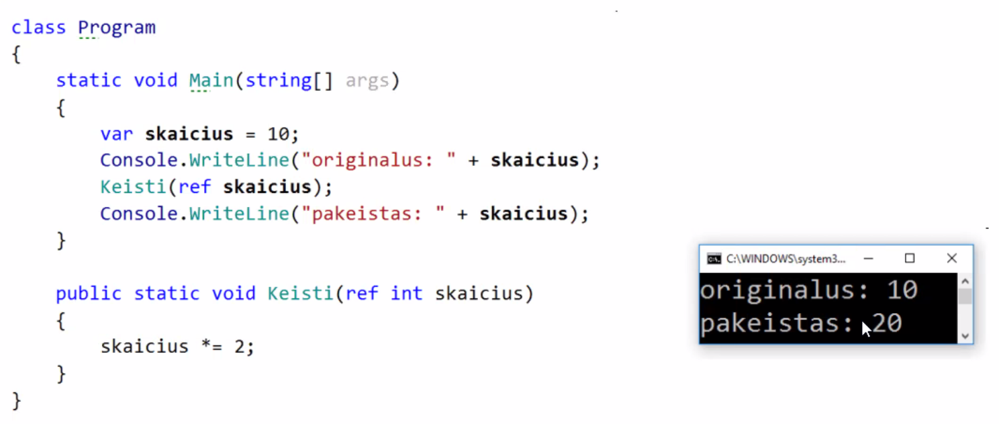 class Program
{
    static void Main(string[] args)
    {
        var skaicius = 10;
        Console.WriteLine("originalus: " + skaicius);
        Keisti(ref skaicius);
        Console.WriteLine("pakeistas: " + skaicius);
    }
    public static void Keisti(ref int skaicius)
    {
        skaicius *= 2;
    }
}
C:\WINDOWS\system3...
originalus: 10
pakeistas: 20